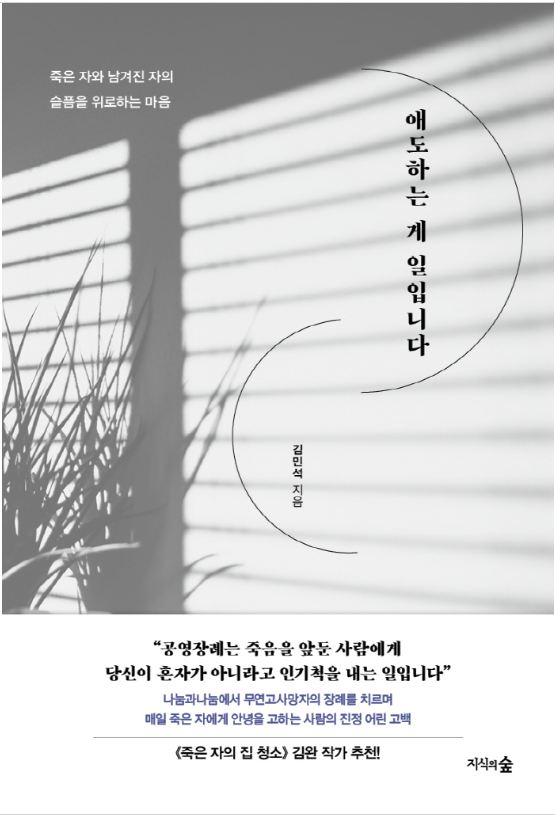 죽은 자와 남겨진 자의
슬픔을 위로하는 마음
애도하는 게 일입니다
김민석 지음
“공영장례는 죽음을 앞둔 사람에게
당신이 혼자가 아니라고 인기척을 내는 일입니다”
나눔과나눔에서 무연고사망자의 장례를 치르며
매일 죽은 자에게 안녕을 고하는 사람의 진정 어린 고백
《죽은 자의 집 청소》 김완 작가 추천!
지식의숲